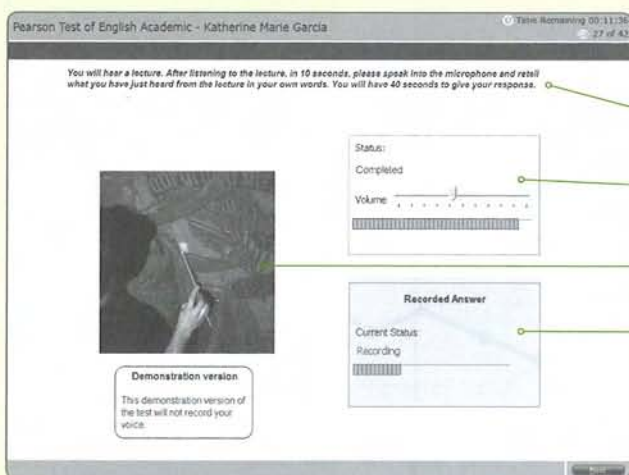 Pearson Test of English Academic - Katherine Marie Garcia
Time Remaining 00:11:36
27 of 42
You will hear a lecture. After listening to the lecture, in 10 seconds, please speak into the microphone and retell
what you have just heard from the lecture in your own words. You will have 40 seconds to give your response.
Status:
Completed
Volume
Recorded Answer
Current Status:
Recording
Demonstration version
This demonstration version of
the test will not record your
voice.